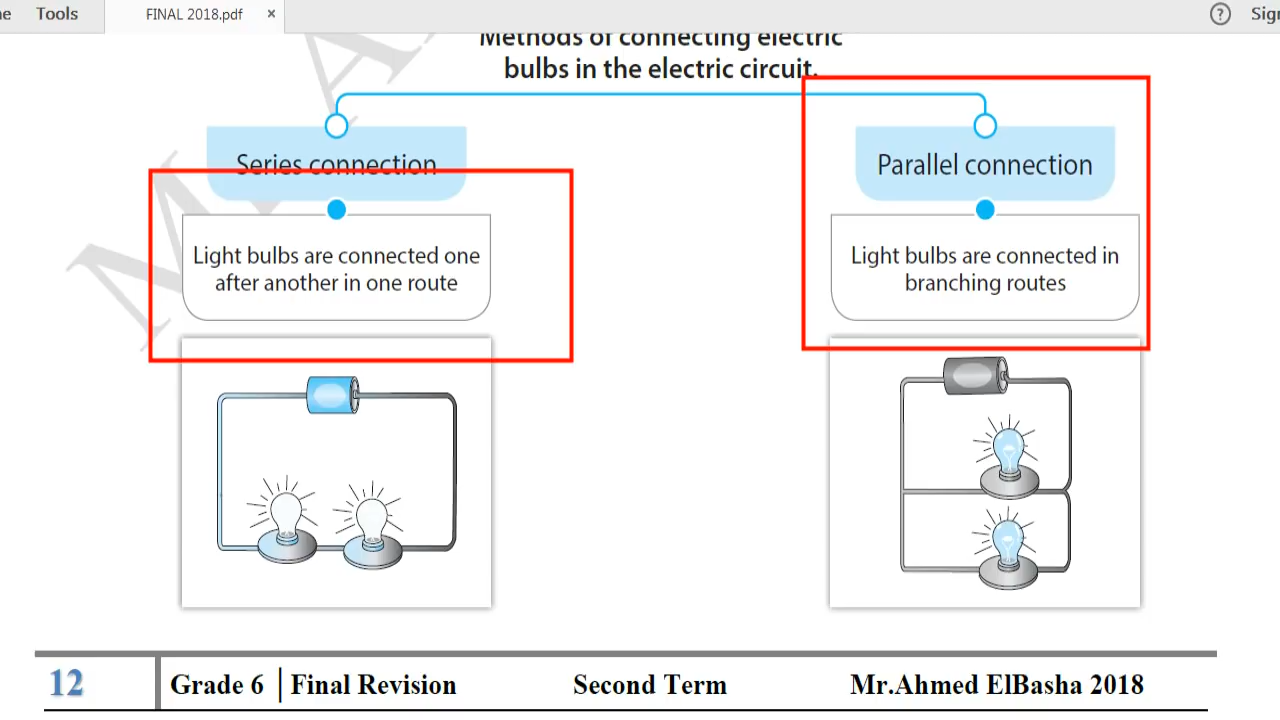 Tools
FINAL 2018.pdf ×
Methods of connecting electric
bulbs in the electric circuit.
Series connection
Parallel connection
Light bulbs are connected one
after another in one route
Light bulbs are connected in
branching routes
12 Grade 6 | Final Revision Second Term Mr.Ahmed ElBasha 2018